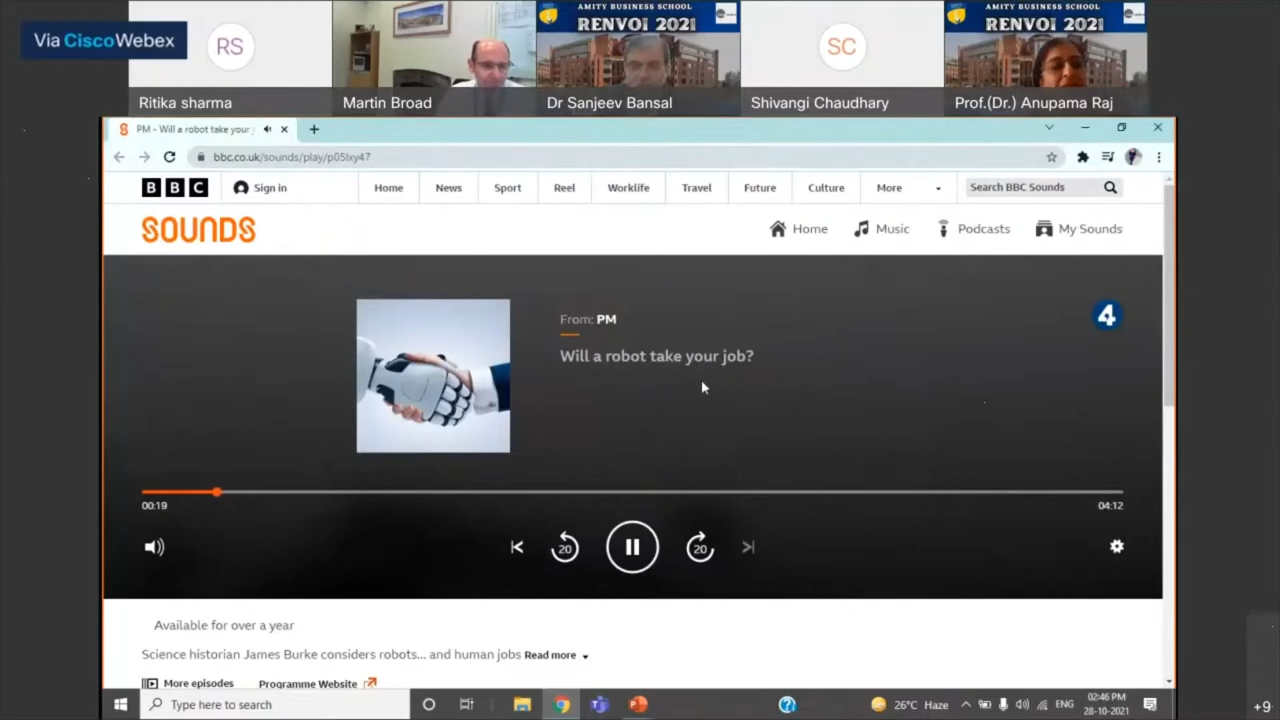 Via Cisco Webex
RS
SC
AMITY BUSINESS SCHOOL
RENVOI 2021
AMITY BUSINESS SCHOOL
RENVOI 2021
Ritika sharma
Martin Broad
Dr Sanjeev Bansal
Shivangi Chaudhary
Prof.(Dr.) Anupama Raj
PM - Will a robot take your
bbc.co.uk/sounds/play/p05lxy47
BBC
Sign in
Home
News
Sport
Reel
Worklife
Travel
Future
Culture
More
Search BBC Sounds
SOUNDS
Home
Music
Podcasts
My Sounds
From: PM
4
Will a robot take your job?
00:19
04:12
20
20
Available for over a year
Science historian James Burke considers robots... and human jobs Read more
More episodes
Programme Website
Type here to search
26°C Haze
ENG
02:46 PM
28-10-2021
+9